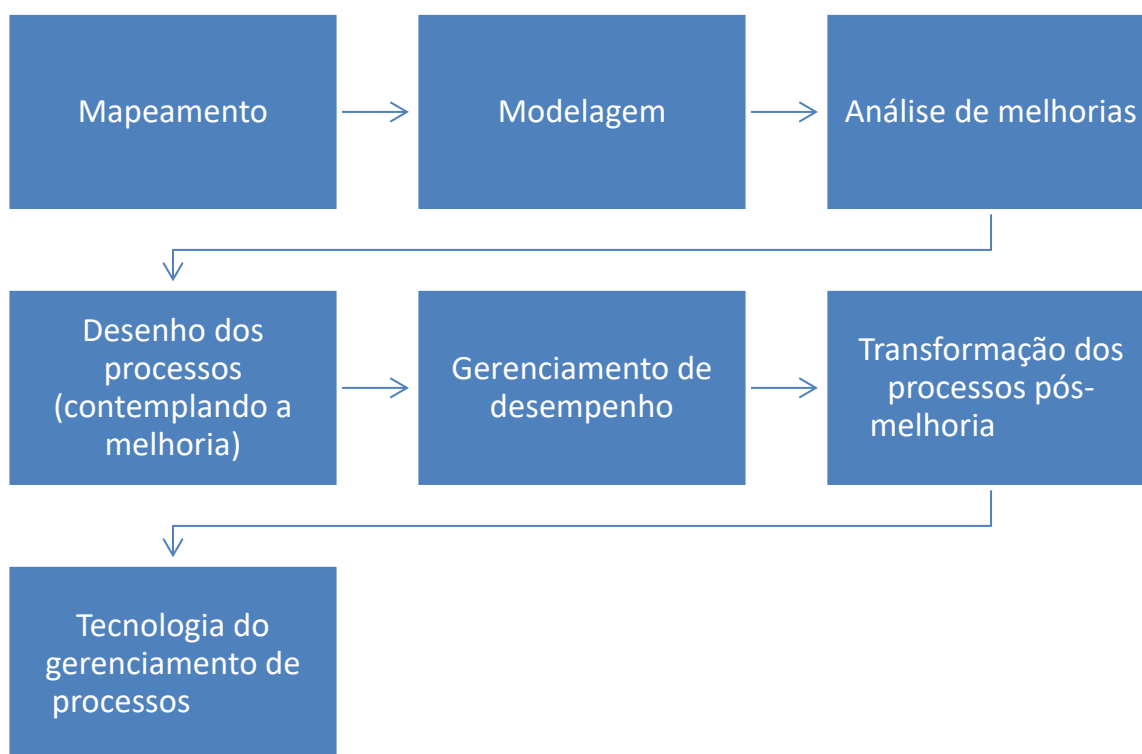 Mapeamento
Modelagem
Análise de melhorias
Desenho dos
processos
(contemplando a
melhoria)
Gerenciamento de
desempenho
Transformação dos
processos pós-
melhoria
Tecnologia do
gerenciamento de
processos